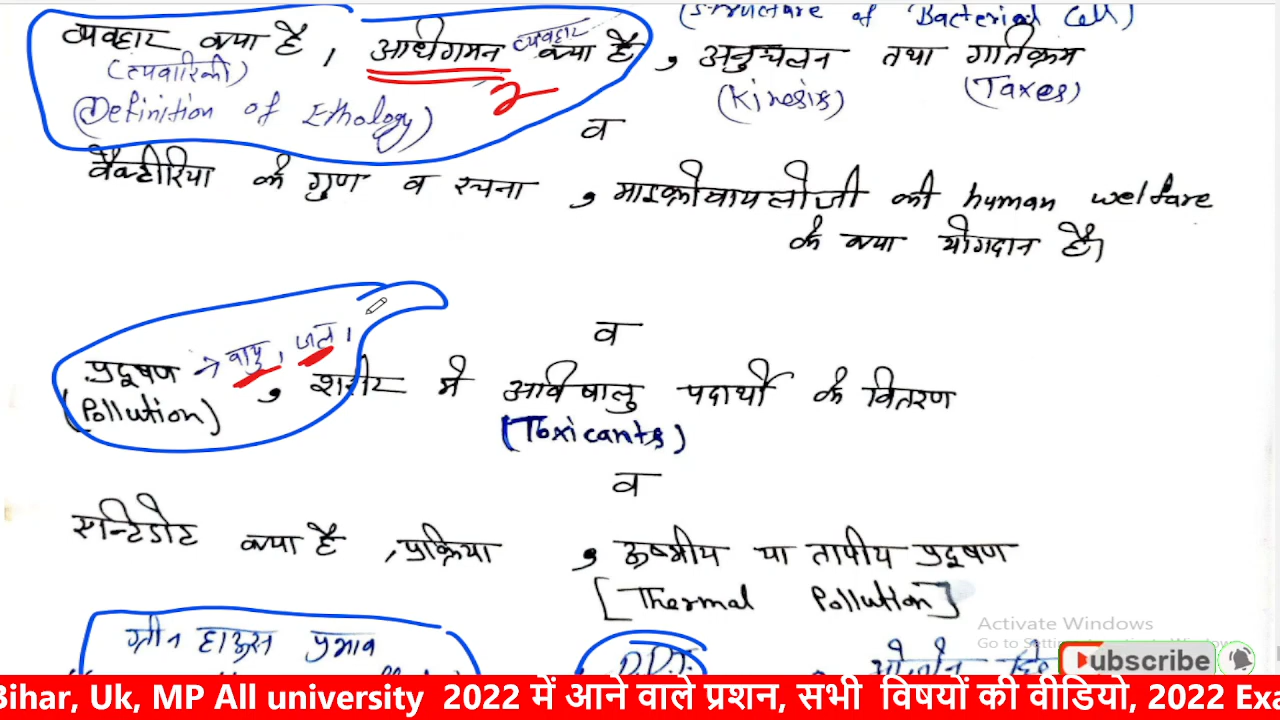 (Structure of Bacterial Cell)
व्यवहार क्या है, अधिगमन व्यवहार क्या है, अनुचलन तथा गतिक्रम
(Kinesis) (Taxes)
(Definition of Ethology)
2
व
बैक्टीरिया के गुण व रचना, माइक्रोबायलोजी की human welfare
के क्या योगदान है।
व
प्रदूषण → वायु, जल।
(Pollution), शरीर मे आविषालु पदार्थो के वितरण
(Toxicants)
व
एन्टिडोट क्या है, प्रक्रिया, ऊष्मीय या तापीय प्रदूषण
[Thermal Pollution]
ग्रीन हाऊस प्रभाव D.D.T.
Activate Windows
Subscribe
Bihar, Uk, MP All university 2022 में आने वाले प्रशन, सभी विषयों की वीडियो, 2022 Exa